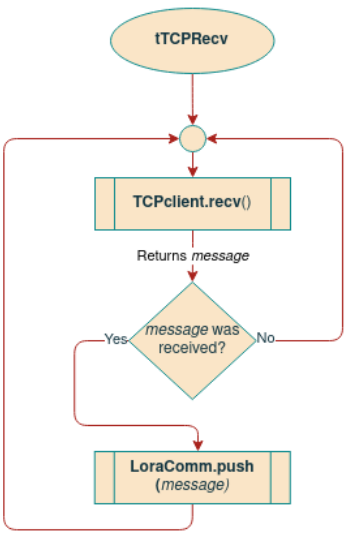 tTCPRecv
TCPclient.recv()
Returns message
message was
received?
Yes
No
LoraComm.push
(message)